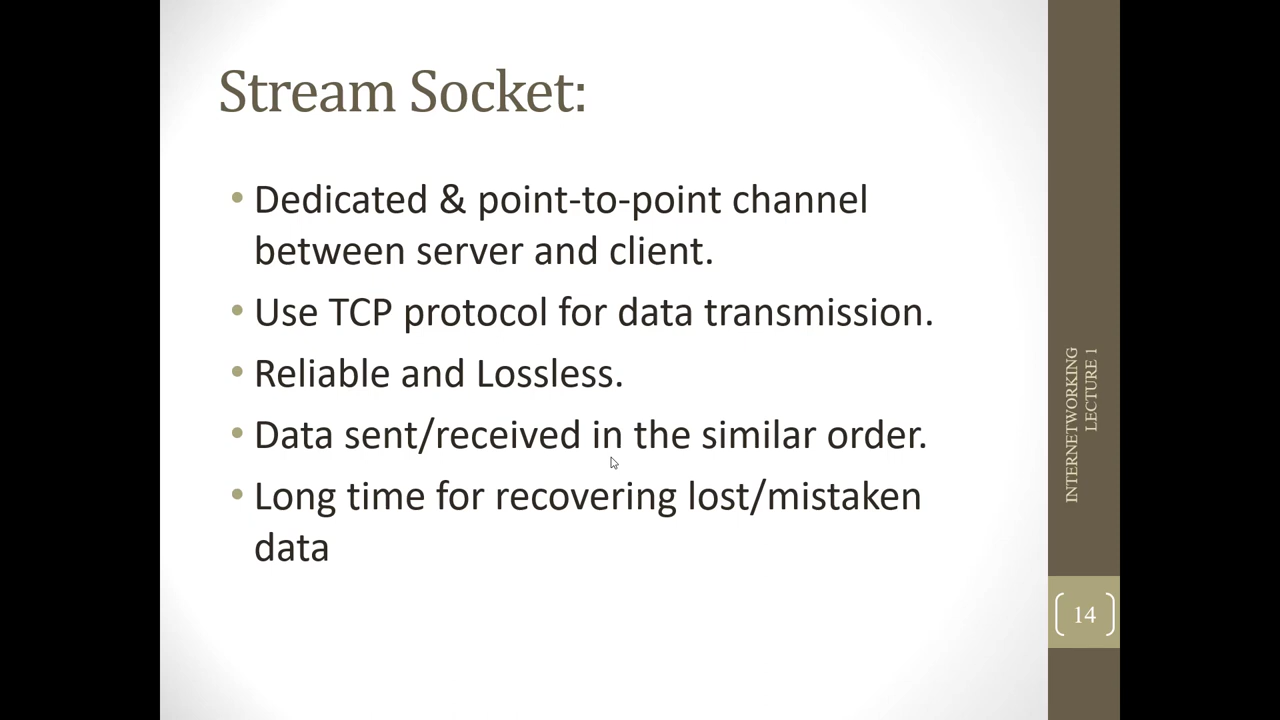 Stream Socket:
• Dedicated & point-to-point channel
between server and client.
• Use TCP protocol for data transmission.
• Reliable and Lossless.
• Data sent/received in the similar order.
• Long time for recovering lost/mistaken
data
INTERNETWORKING
LECTURE 1
14